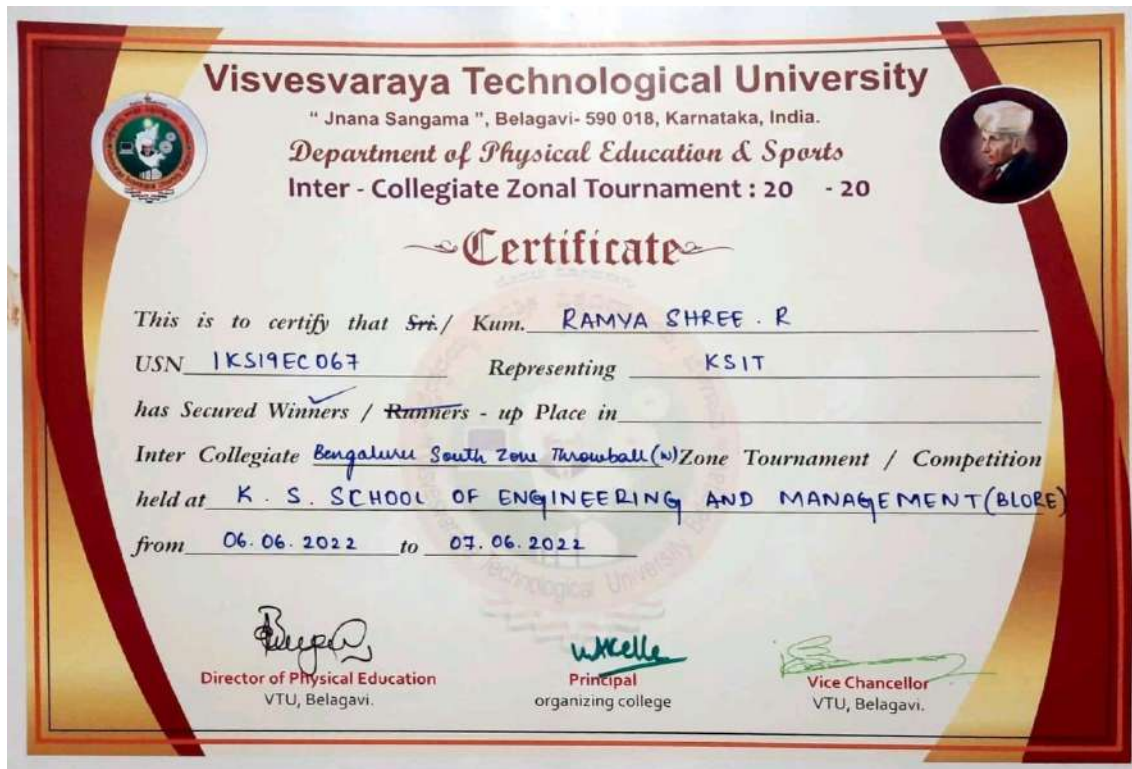 Visvesvaraya Technological University
" Jnana Sangama ", Belagavi- 590 018, Karnataka, India.
Department of Physical Education & Sports
Inter - Collegiate Zonal Tournament : 20 - 20
Certificate
This is to certify that Sri./ Kum. RAMYA SHREE . R
USN 1KS19EC067 Representing KSIT
has Secured Winners / Runners - up Place in
Inter Collegiate Bengaluru South Zone Throwball (W) Zone Tournament / Competition
held at K. S. SCHOOL OF ENGINEERING AND MANAGEMENT (BLORE)
from 06.06.2022 to 07.06.2022
Director of Physical Education
VTU, Belagavi.
Principal
organizing college
Vice Chancellor
VTU, Belagavi.